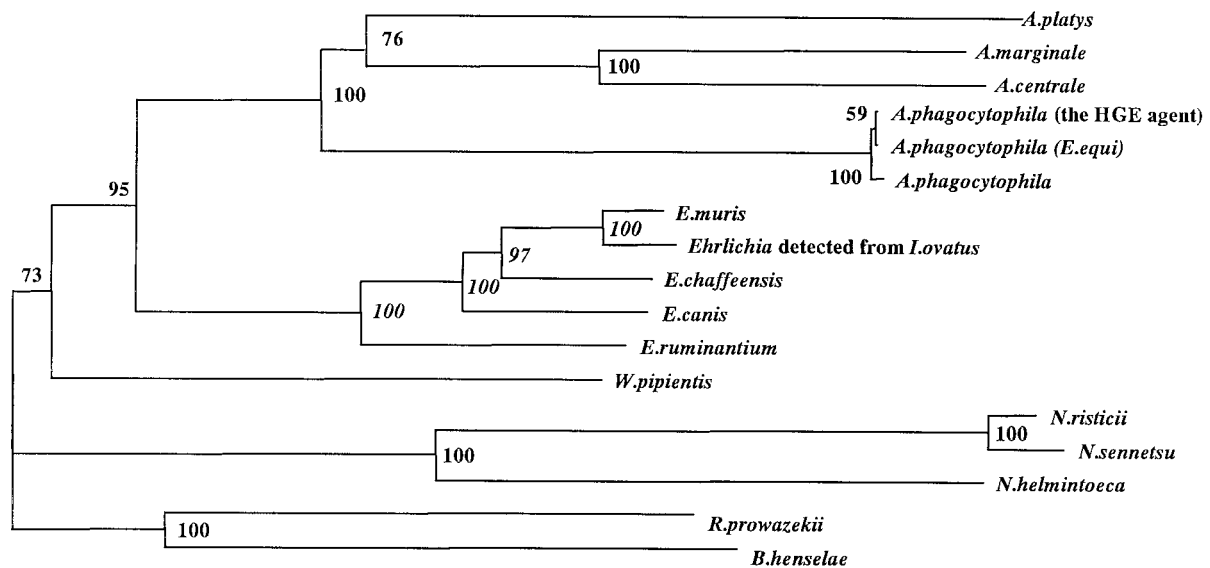 A.platys
76
A.marginale
100
A.centrale
100
59 A.phagocytophila (the HGE agent)
A.phagocytophila (E.equi)
100 A.phagocytophila
95
E.muris
100
Ehrlichia detected from I.ovatus
97
73
E.chaffeensis
100
100
E.canis
E.ruminantium
W.pipientis
N.risticii
100
N.sennetsu
100
N.helmintoeca
R.prowazekii
100
B.henselae